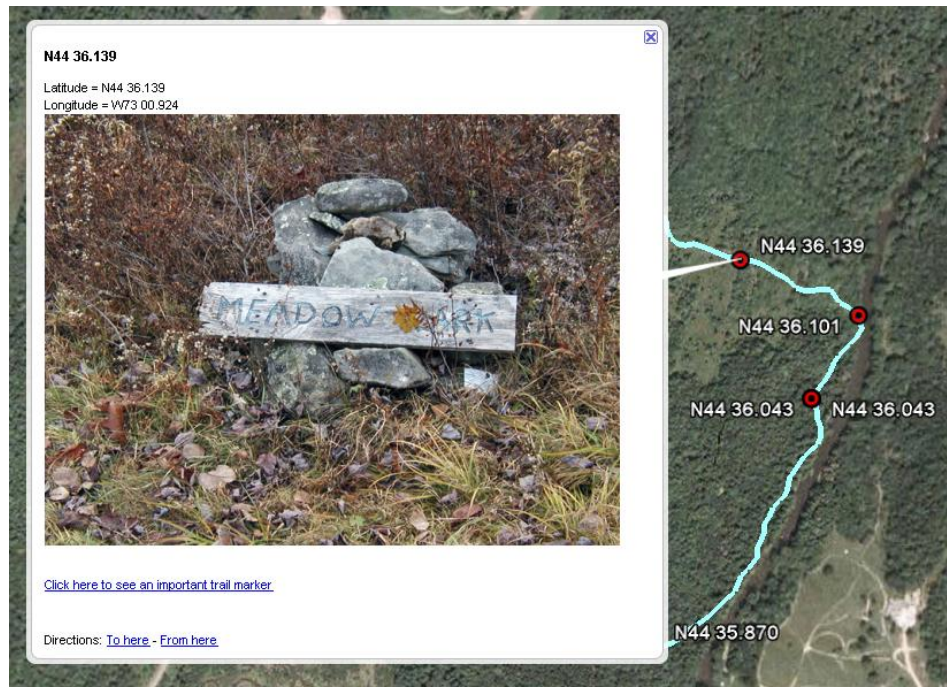 N44 36.139
Latitude = N44 36.139
Longitude = W73 00.924
MEADOW ARK
Click here to see an important trail marker
Directions: To here - From here
N44 36.139
N44 36.101
N44 36.043 N44 36.043
N44 35.870